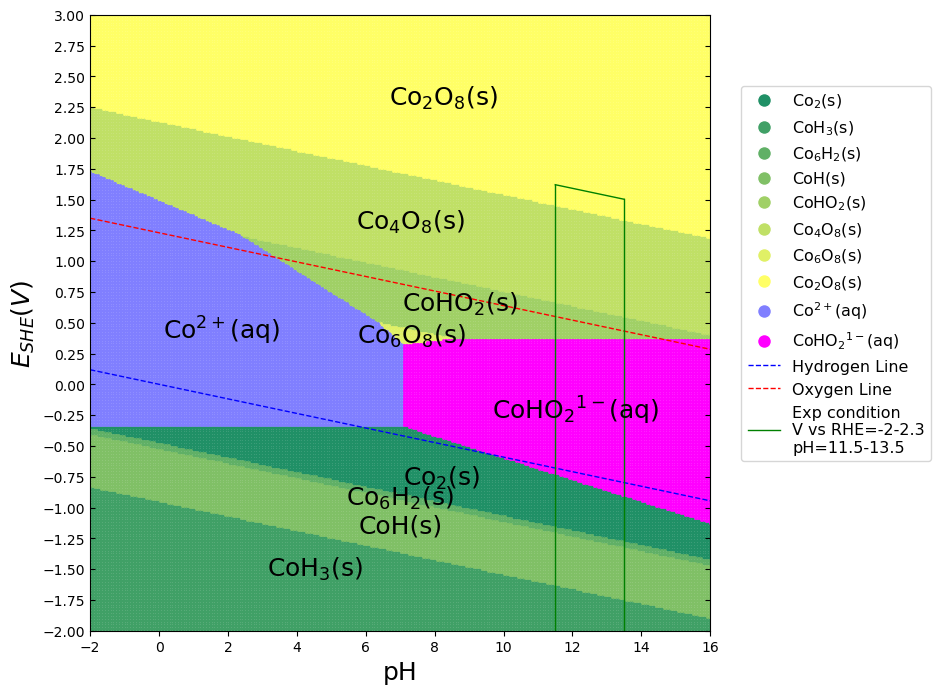 3.00
2.75
2.50
2.25
2.00
1.75
1.50
1.25
1.00
0.75
0.50
0.25
0.00
−0.25
−0.50
−0.75
−1.00
−1.25
−1.50
−1.75
−2.00
E_SHE(V)
−2 0 2 4 6 8 10 12 14 16
pH
Co₂O₈(s)
Co₄O₈(s)
CoHO₂(s)
Co²⁺(aq)
Co₆O₈(s)
CoHO₂¹⁻(aq)
Co₂(s)
Co₆H₂(s)
CoH(s)
CoH₃(s)
Co₂(s)
CoH₃(s)
Co₆H₂(s)
CoH(s)
CoHO₂(s)
Co₄O₈(s)
Co₆O₈(s)
Co₂O₈(s)
Co²⁺(aq)
CoHO₂¹⁻(aq)
Hydrogen Line
Oxygen Line
Exp condition
V vs RHE=-2-2.3
pH=11.5-13.5